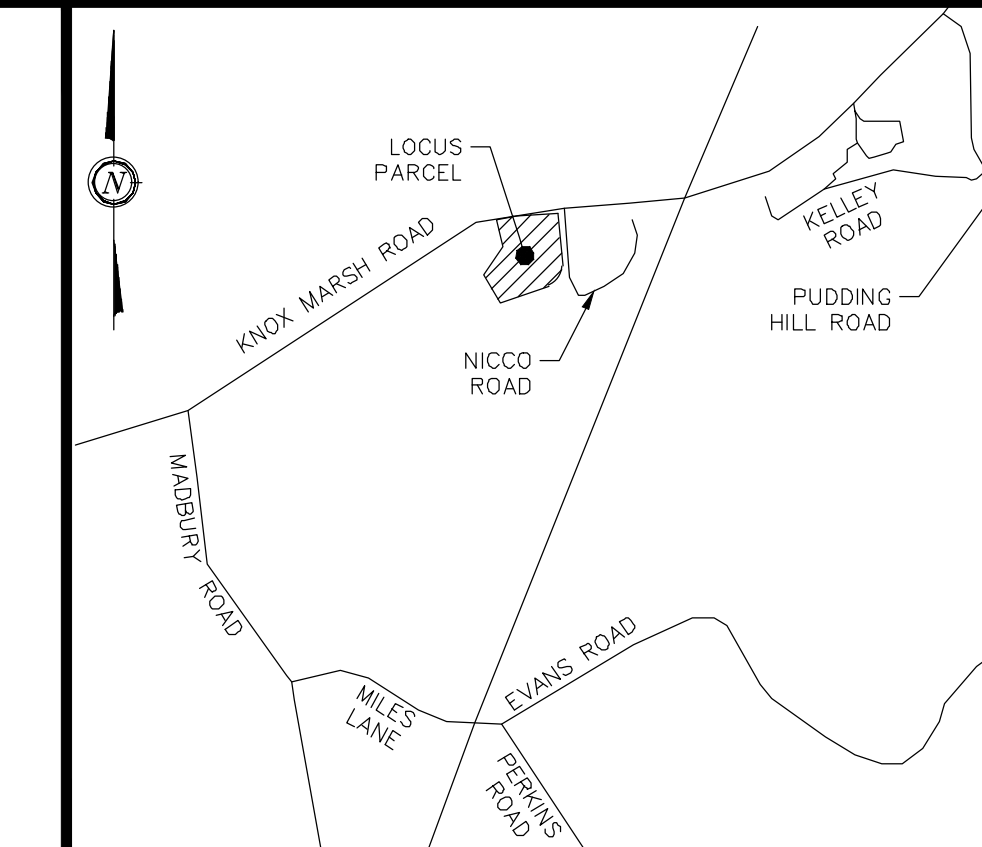 LOCUS
PARCEL
N
KNOX MARSH ROAD
KELLEY
ROAD
PUDDING
HILL ROAD
NICCO
ROAD
MADBURY ROAD
EVANS ROAD
MILES
LANE
PERKINS
ROAD